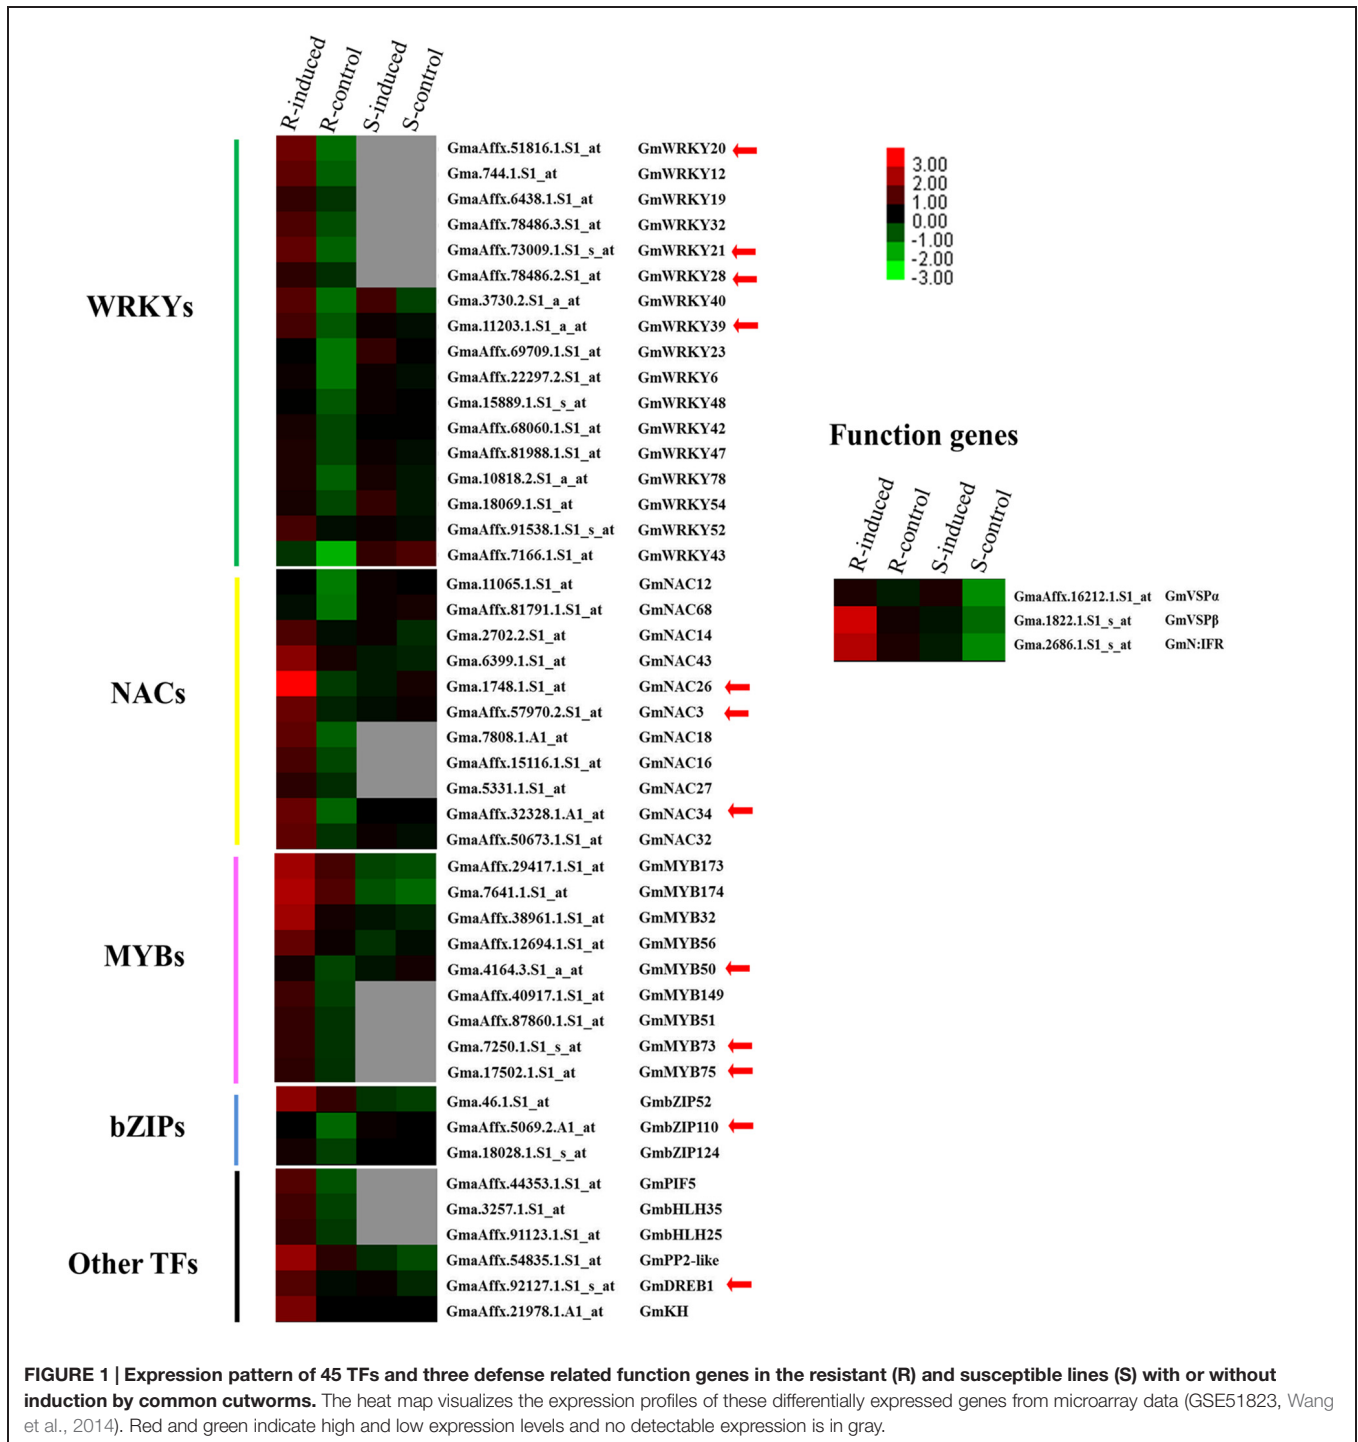 R-induced
R-control
S-induced
S-control
WRKYs
GmaAffx.51816.1.S1_at GmWRKY20
Gma.744.1.S1_at GmWRKY12
GmaAffx.6438.1.S1_at GmWRKY19
GmaAffx.78486.3.S1_at GmWRKY32
GmaAffx.73009.1.S1_s_at GmWRKY21
GmaAffx.78486.2.S1_at GmWRKY28
Gma.3730.2.S1_a_at GmWRKY40
Gma.11203.1.S1_a_at GmWRKY39
GmaAffx.69709.1.S1_at GmWRKY23
GmaAffx.22297.2.S1_at GmWRKY6
Gma.15889.1.S1_s_at GmWRKY48
GmaAffx.68060.1.S1_at GmWRKY42
GmaAffx.81988.1.S1_at GmWRKY47
Gma.10818.2.S1_a_at GmWRKY78
Gma.18069.1.S1_at GmWRKY54
GmaAffx.91538.1.S1_s_at GmWRKY52
GmaAffx.7166.1.S1_at GmWRKY43
NACs
Gma.11065.1.S1_at GmNAC12
GmaAffx.81791.1.S1_at GmNAC68
Gma.2702.2.S1_at GmNAC14
Gma.6399.1.S1_at GmNAC43
Gma.1748.1.S1_at GmNAC26
GmaAffx.57970.2.S1_at GmNAC3
Gma.7808.1.A1_at GmNAC18
GmaAffx.15116.1.S1_at GmNAC16
Gma.5331.1.S1_at GmNAC27
GmaAffx.32328.1.A1_at GmNAC34
GmaAffx.50673.1.S1_at GmNAC32
MYBs
GmaAffx.29417.1.S1_at GmMYB173
Gma.7641.1.S1_at GmMYB174
GmaAffx.38961.1.S1_at GmMYB32
GmaAffx.12694.1.S1_at GmMYB56
Gma.4164.3.S1_a_at GmMYB50
GmaAffx.40917.1.S1_at GmMYB149
GmaAffx.87860.1.S1_at GmMYB51
Gma.7250.1.S1_s_at GmMYB73
Gma.17502.1.S1_at GmMYB75
bZIPs
Gma.46.1.S1_at GmbZIP52
GmaAffx.5069.2.A1_at GmbZIP110
Gma.18028.1.S1_s_at GmbZIP124
Other TFs
GmaAffx.44353.1.S1_at GmPIF5
Gma.3257.1.S1_at GmbHLH35
GmaAffx.91123.1.S1_at GmbHLH25
GmaAffx.54835.1.S1_at GmPP2-like
GmaAffx.92127.1.S1_s_at GmDREB1
GmaAffx.21978.1.A1_at GmKH
3.00
2.00
1.00
0.00
-1.00
-2.00
-3.00
Function genes
R-induced
R-control
S-induced
S-control
GmaAffx.16212.1.S1_at GmVSPα
Gma.1822.1.S1_s_at GmVSPβ
Gma.2686.1.S1_s_at GmN:IFR
FIGURE 1 | Expression pattern of 45 TFs and three defense related function genes in the resistant (R) and susceptible lines (S) with or without
induction by common cutworms. The heat map visualizes the expression profiles of these differentially expressed genes from microarray data (GSE51823, Wang
et al., 2014). Red and green indicate high and low expression levels and no detectable expression is in gray.